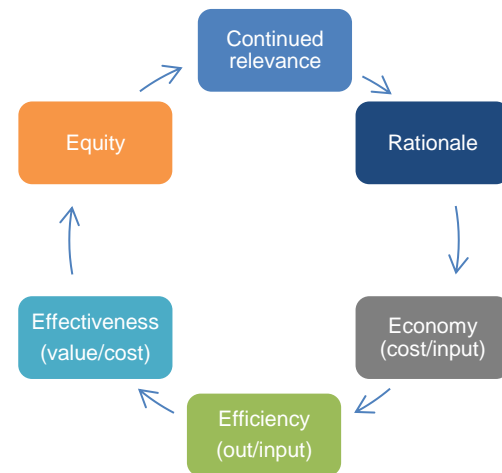 Continued
relevance
Rationale
Economy
(cost/input)
Efficiency
(out/input)
Effectiveness
(value/cost)
Equity